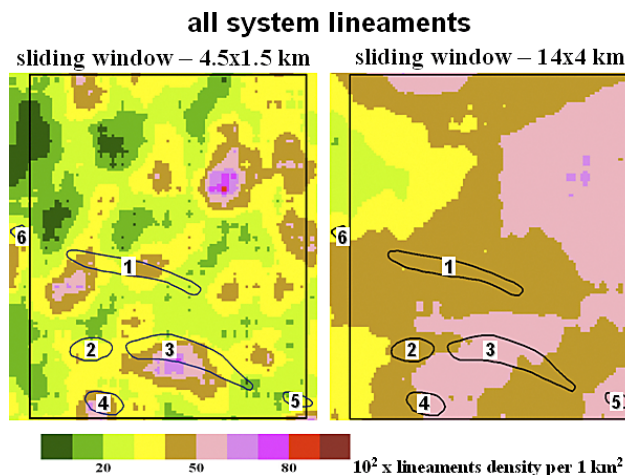 all system lineaments
sliding window – 4.5x1.5 km
sliding window – 14x4 km
6
1
2
3
4
5
6
1
2
3
4
5
20 50 80
10² x lineaments density per 1 km²